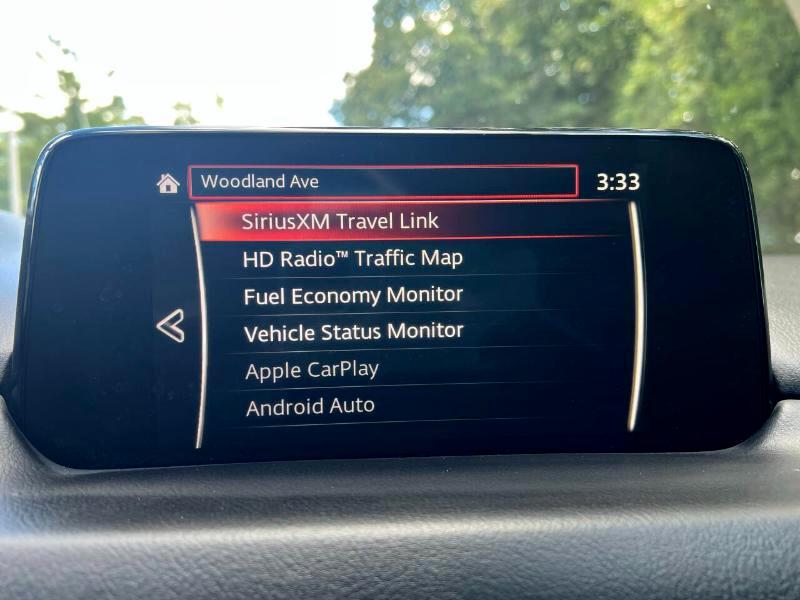 Woodland Ave 3:33
SiriusXM Travel Link
HD Radio™ Traffic Map
Fuel Economy Monitor
Vehicle Status Monitor
Apple CarPlay
Android Auto